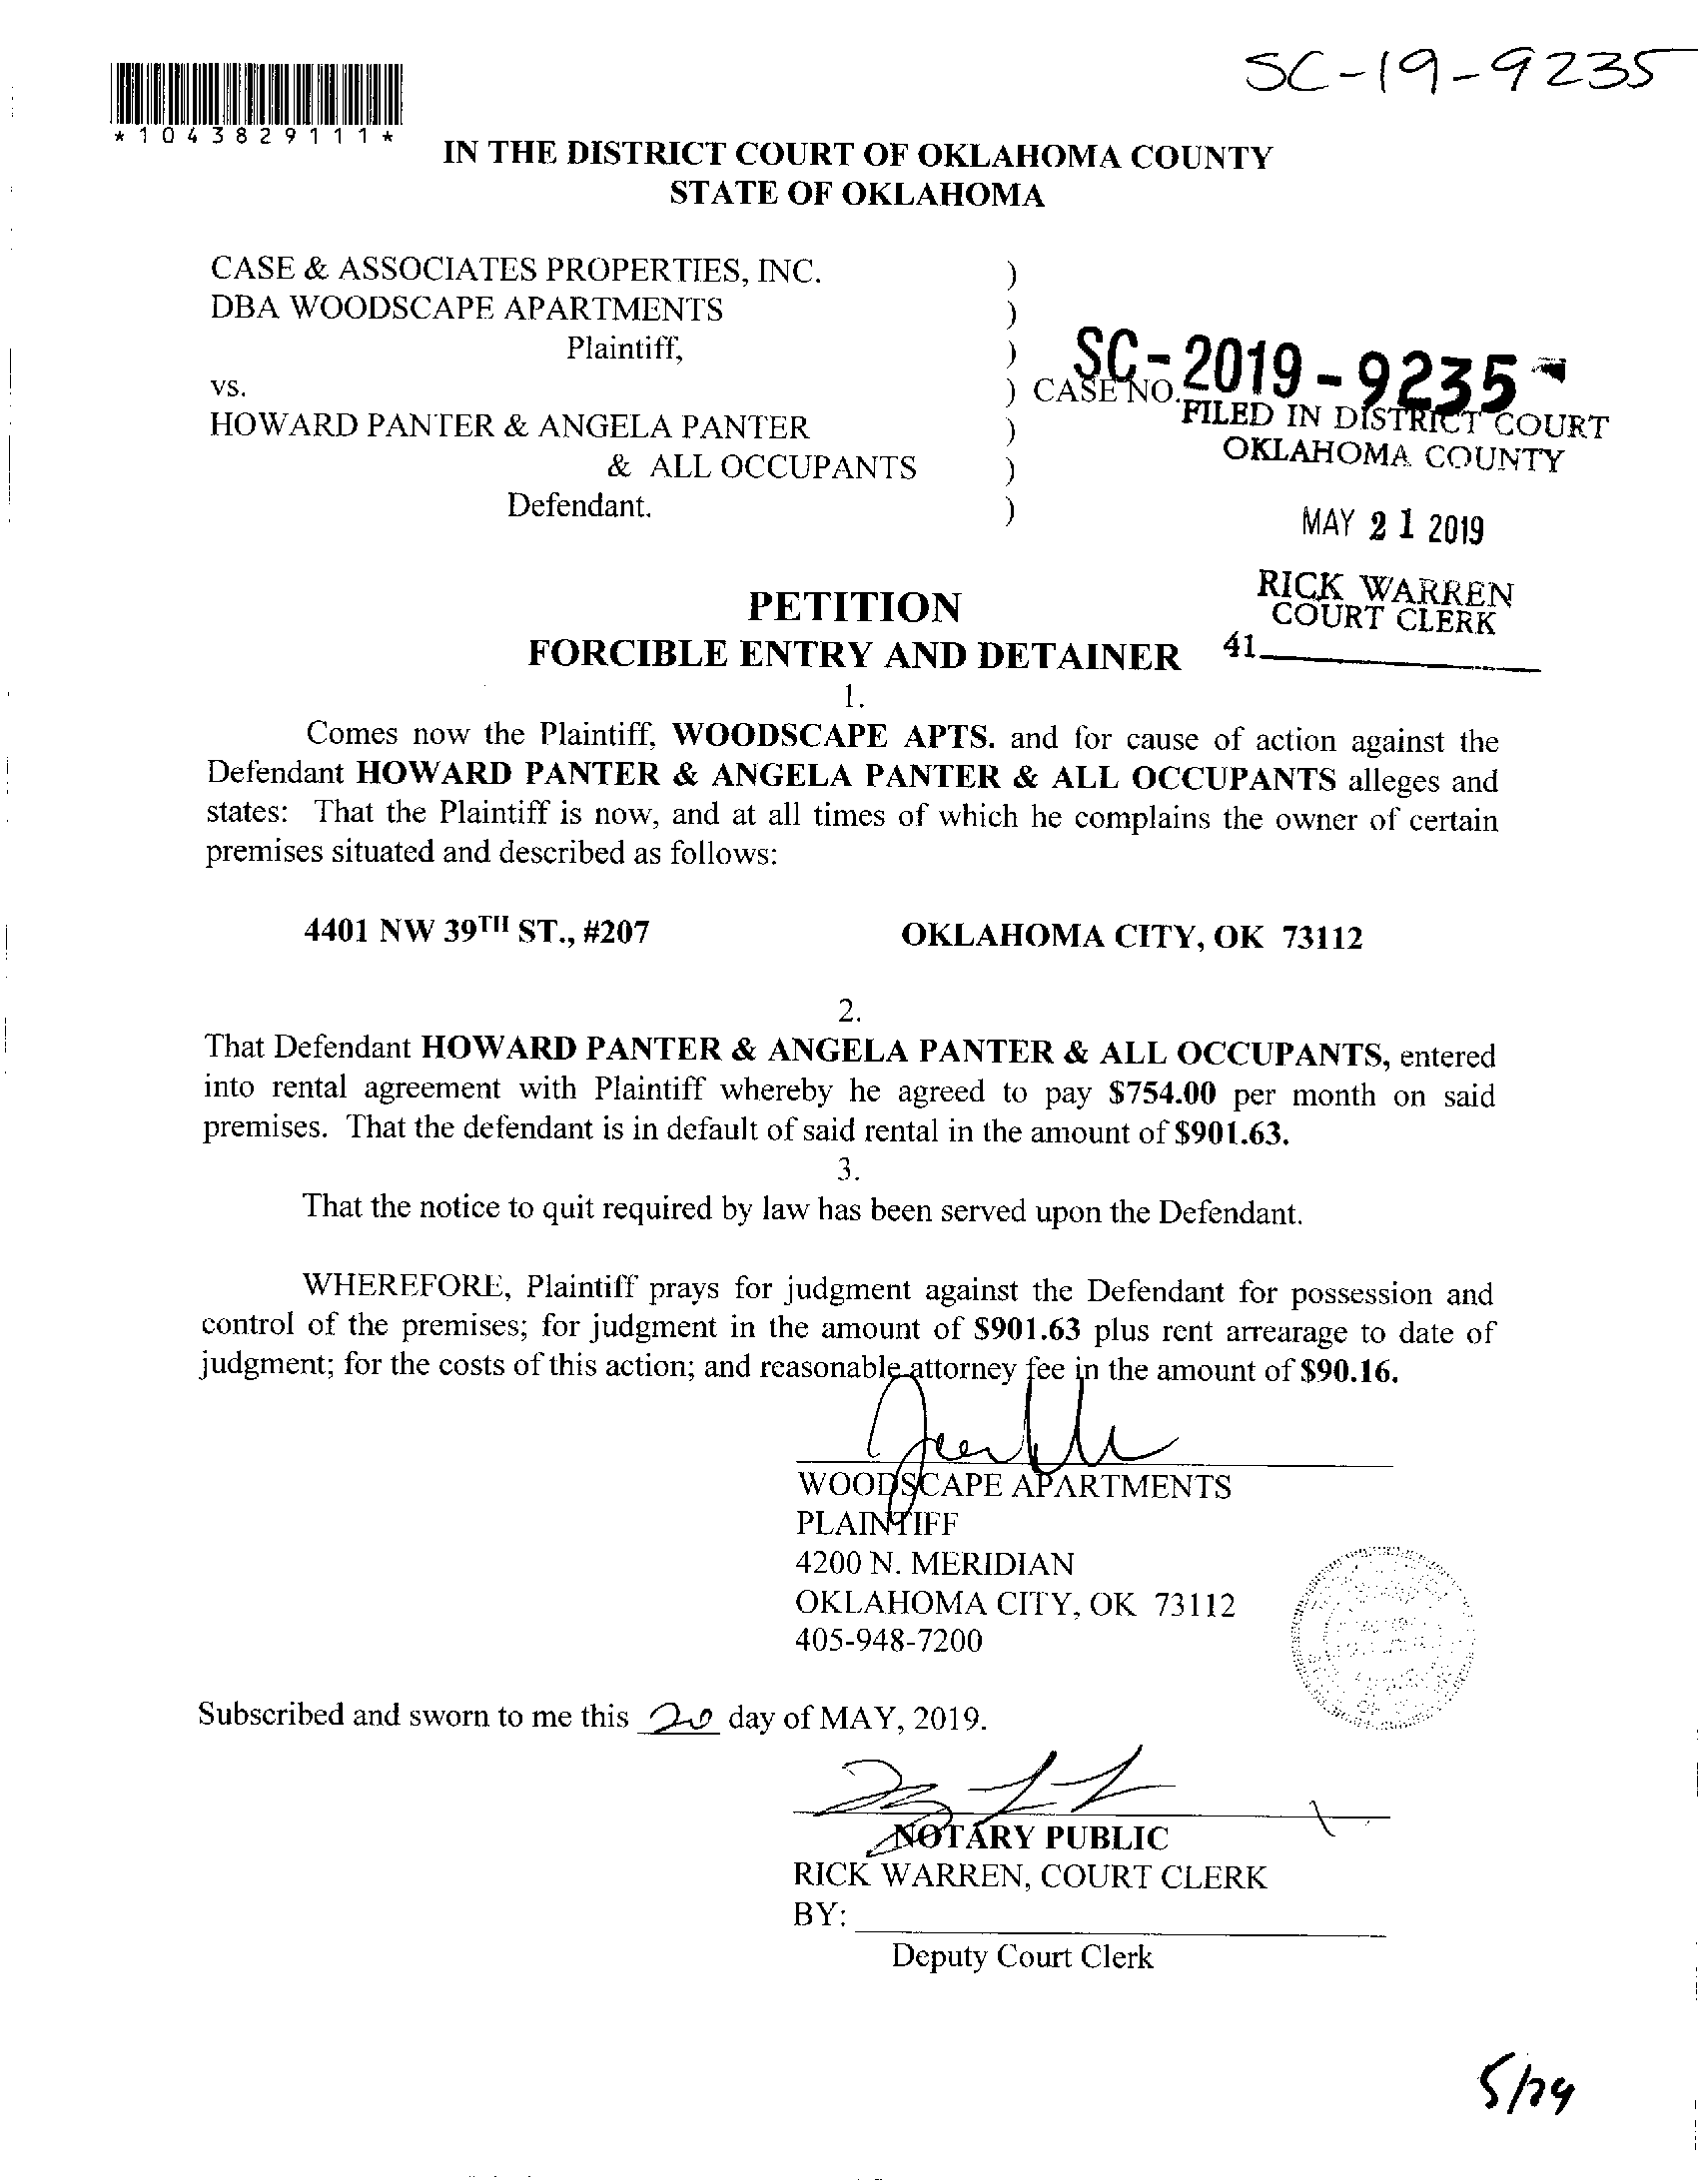 SC-19-9235
*1043829111*
IN THE DISTRICT COURT OF OKLAHOMA COUNTY
STATE OF OKLAHOMA
CASE & ASSOCIATES PROPERTIES, INC. )
DBA WOODSCAPE APARTMENTS )
Plaintiff, )
vs. ) CASE NO. SC-2019-9235
HOWARD PANTER & ANGELA PANTER )
& ALL OCCUPANTS )
Defendant. )
FILED IN DISTRICT COURT
OKLAHOMA COUNTY
MAY 21 2019
RICK WARREN
COURT CLERK
41
PETITION
FORCIBLE ENTRY AND DETAINER
1.
Comes now the Plaintiff, WOODSCAPE APTS. and for cause of action against the
Defendant HOWARD PANTER & ANGELA PANTER & ALL OCCUPANTS alleges and
states: That the Plaintiff is now, and at all times of which he complains the owner of certain
premises situated and described as follows:
4401 NW 39TH ST., #207 OKLAHOMA CITY, OK 73112
2.
That Defendant HOWARD PANTER & ANGELA PANTER & ALL OCCUPANTS, entered
into rental agreement with Plaintiff whereby he agreed to pay $754.00 per month on said
premises. That the defendant is in default of said rental in the amount of $901.63.
3.
That the notice to quit required by law has been served upon the Defendant.
WHEREFORE, Plaintiff prays for judgment against the Defendant for possession and
control of the premises; for judgment in the amount of $901.63 plus rent arrearage to date of
judgment; for the costs of this action; and reasonable attorney fee in the amount of $90.16.
WOODSCAPE APARTMENTS
PLAINTIFF
4200 N. MERIDIAN
OKLAHOMA CITY, OK 73112
405-948-7200
Subscribed and sworn to me this 20 day of MAY, 2019.
NOTARY PUBLIC
RICK WARREN, COURT CLERK
BY:
Deputy Court Clerk
5/29